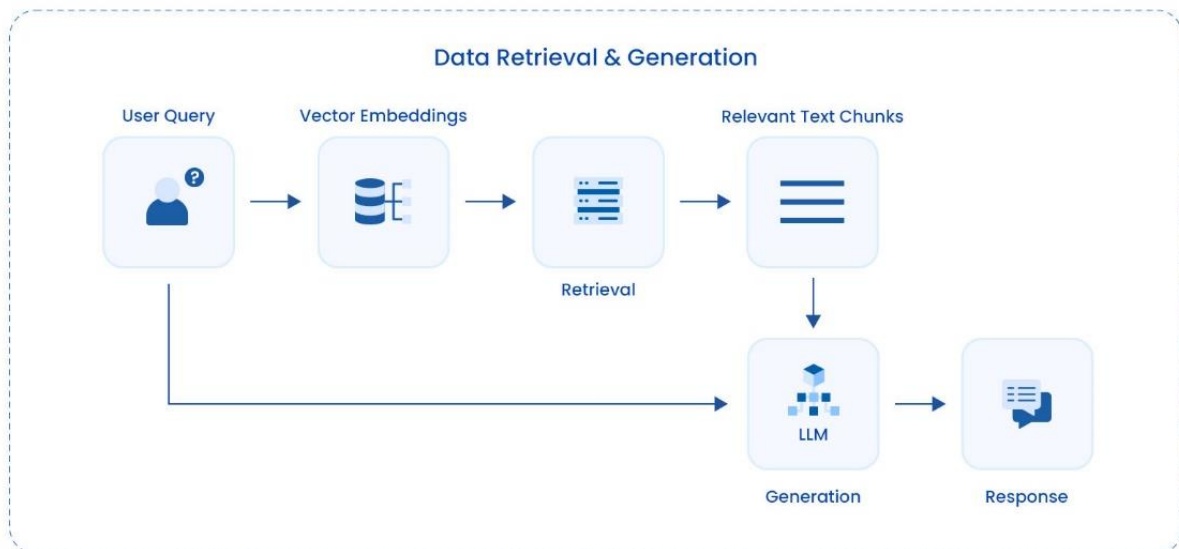 Data Retrieval & Generation
User Query
Vector Embeddings
Relevant Text Chunks
?
Retrieval
LLM
Generation
Response